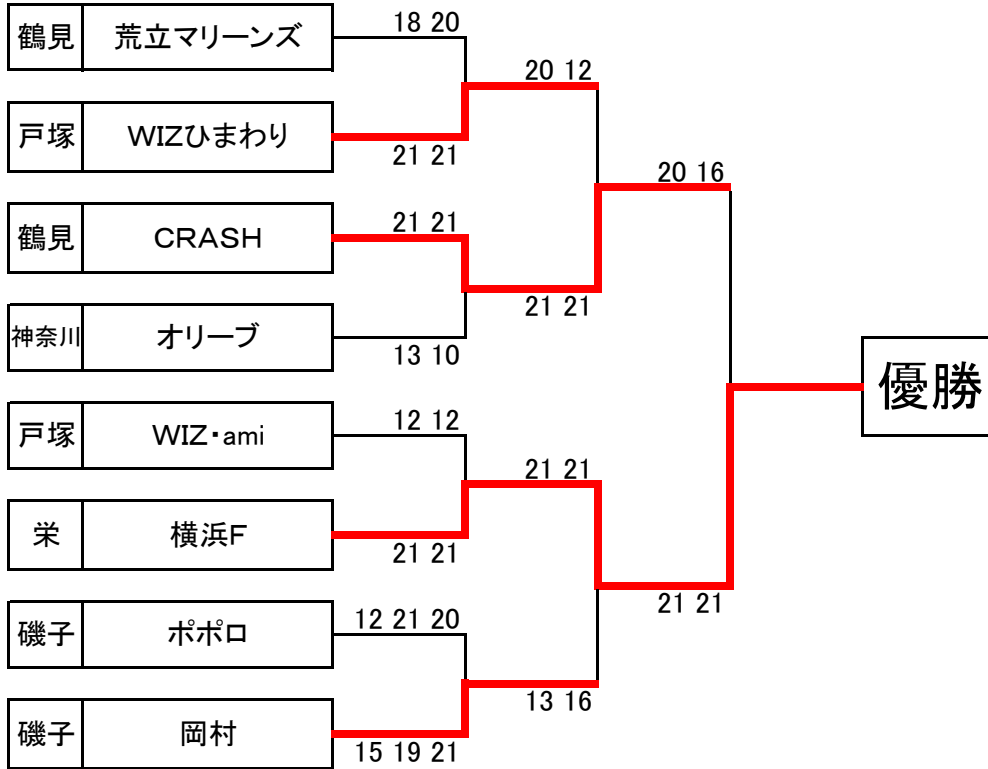 鶴見 荒立マリーンズ 18 20
20 12
戸塚 WIZひまわり
21 21
20 16
鶴見 CRASH 21 21
21 21
神奈川 オリーブ
13 10
優勝
戸塚 WIZ・ami 12 12
21 21
栄 横浜F
21 21
21 21
磯子 ポポロ 12 21 20
13 16
磯子 岡村
15 19 21